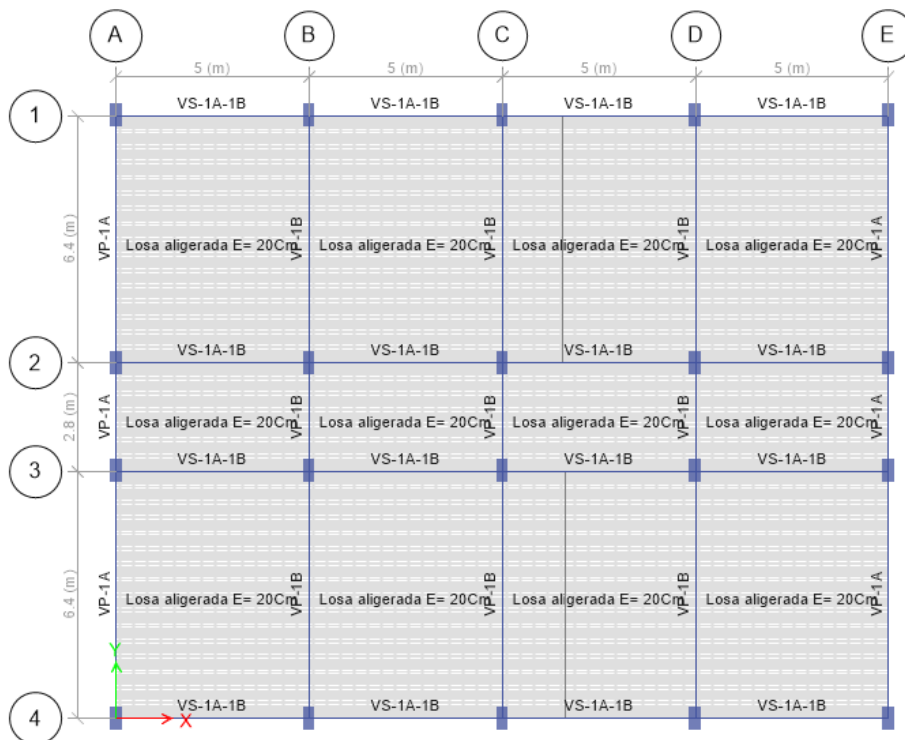 A B C D E
5 (m) 5 (m) 5 (m) 5 (m)
VS-1A-1B VS-1A-1B VS-1A-1B VS-1A-1B
1
6.4 (m)
VP-1A VP-1B VP-1B VP-1B VP-1A
Losa aligerada E= 20Cm Losa aligerada E= 20Cm Losa aligerada E= 20Cm Losa aligerada E= 20Cm
VS-1A-1B VS-1A-1B VS-1A-1B VS-1A-1B
2
2.8 (m)
VP-1A VP-1B VP-1B VP-1B VP-1A
Losa aligerada E= 20Cm Losa aligerada E= 20Cm Losa aligerada E= 20Cm Losa aligerada E= 20Cm
VS-1A-1B VS-1A-1B VS-1A-1B VS-1A-1B
3
6.4 (m)
VP-1A VP-1B VP-1B VP-1B VP-1A
Losa aligerada E= 20Cm Losa aligerada E= 20Cm Losa aligerada E= 20Cm Losa aligerada E= 20Cm
Y
VS-1A-1B VS-1A-1B VS-1A-1B VS-1A-1B
4
X